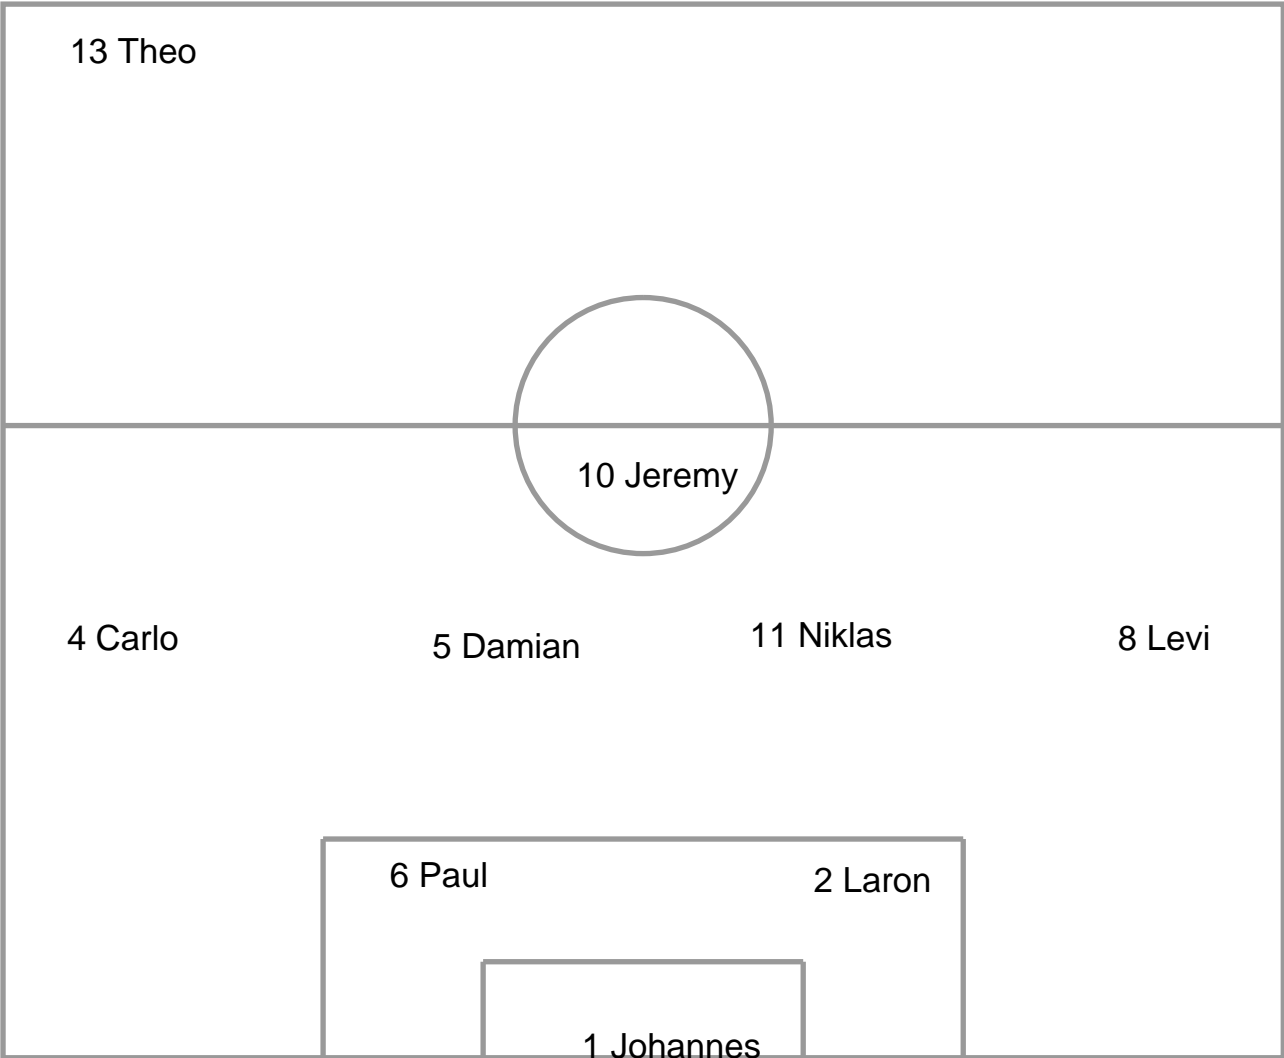 13 Theo
10 Jeremy
4 Carlo
5 Damian
11 Niklas
8 Levi
6 Paul
2 Laron
1 Johannes